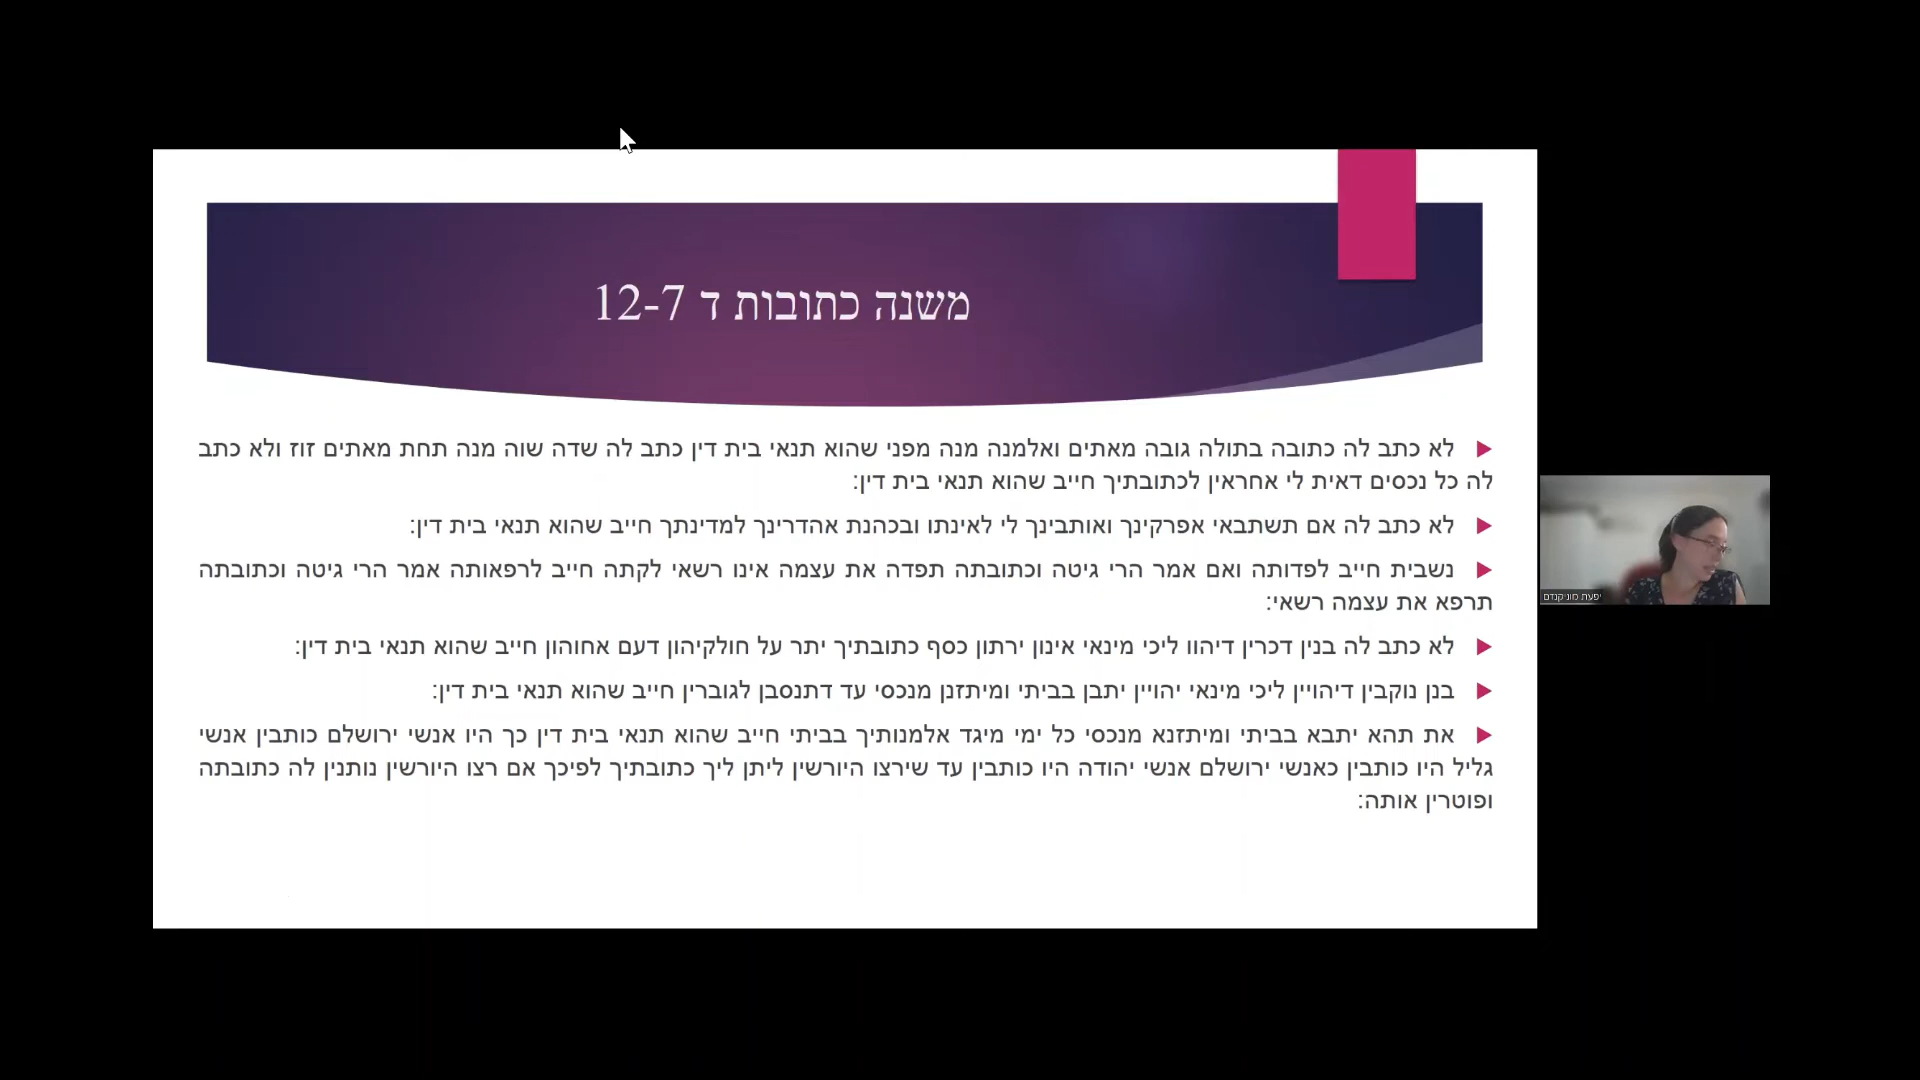 משנה כתובות ד 12-7
לא כתב לה כתובה בתולה גובה מאתים ואלמנה מנה מפני שהוא תנאי בית דין כתב לה שדה שוה מנה תחת מאתים זוז ולא כתב
לה כל נכסים דאית לי אחראין לכתובתיך חייב שהוא תנאי בית דין:
לא כתב לה אם תשתבאי אפרקינך ואותבינך לי לאינתו ובכהנת אהדרינך למדינתך חייב שהוא תנאי בית דין:
נשבית חייב לפדותה ואם אמר הרי גיטה וכתובתה תפדה את עצמה אינו רשאי לקתה חייב לרפאותה אמר הרי גיטה וכתובתה
תרפא את עצמה רשאי:
לא כתב לה בנין דכרין דיהוו ליכי מינאי אינון ירתון כסף כתובתיך יתר על חולקיהון דעם אחוהון חייב שהוא תנאי בית דין:
בנן נוקבין דיהויין ליכי מינאי יהויין יתבן בביתי ומיתזנן מנכסי עד דתנסבן לגוברין חייב שהוא תנאי בית דין:
את תהא יתבא בביתי ומיתזנא מנכסי כל ימי מיגד אלמנותיך בביתי חייב שהוא תנאי בית דין כך היו אנשי ירושלם כותבין אנשי
גליל היו כותבין כאנשי ירושלם אנשי יהודה היו כותבין עד שירצו היורשין ליתן ליך כתובתיך לפיכך אם רצו היורשין נותנין לה כתובתה
ופוטרין אותה:
יפעת מונקנדם